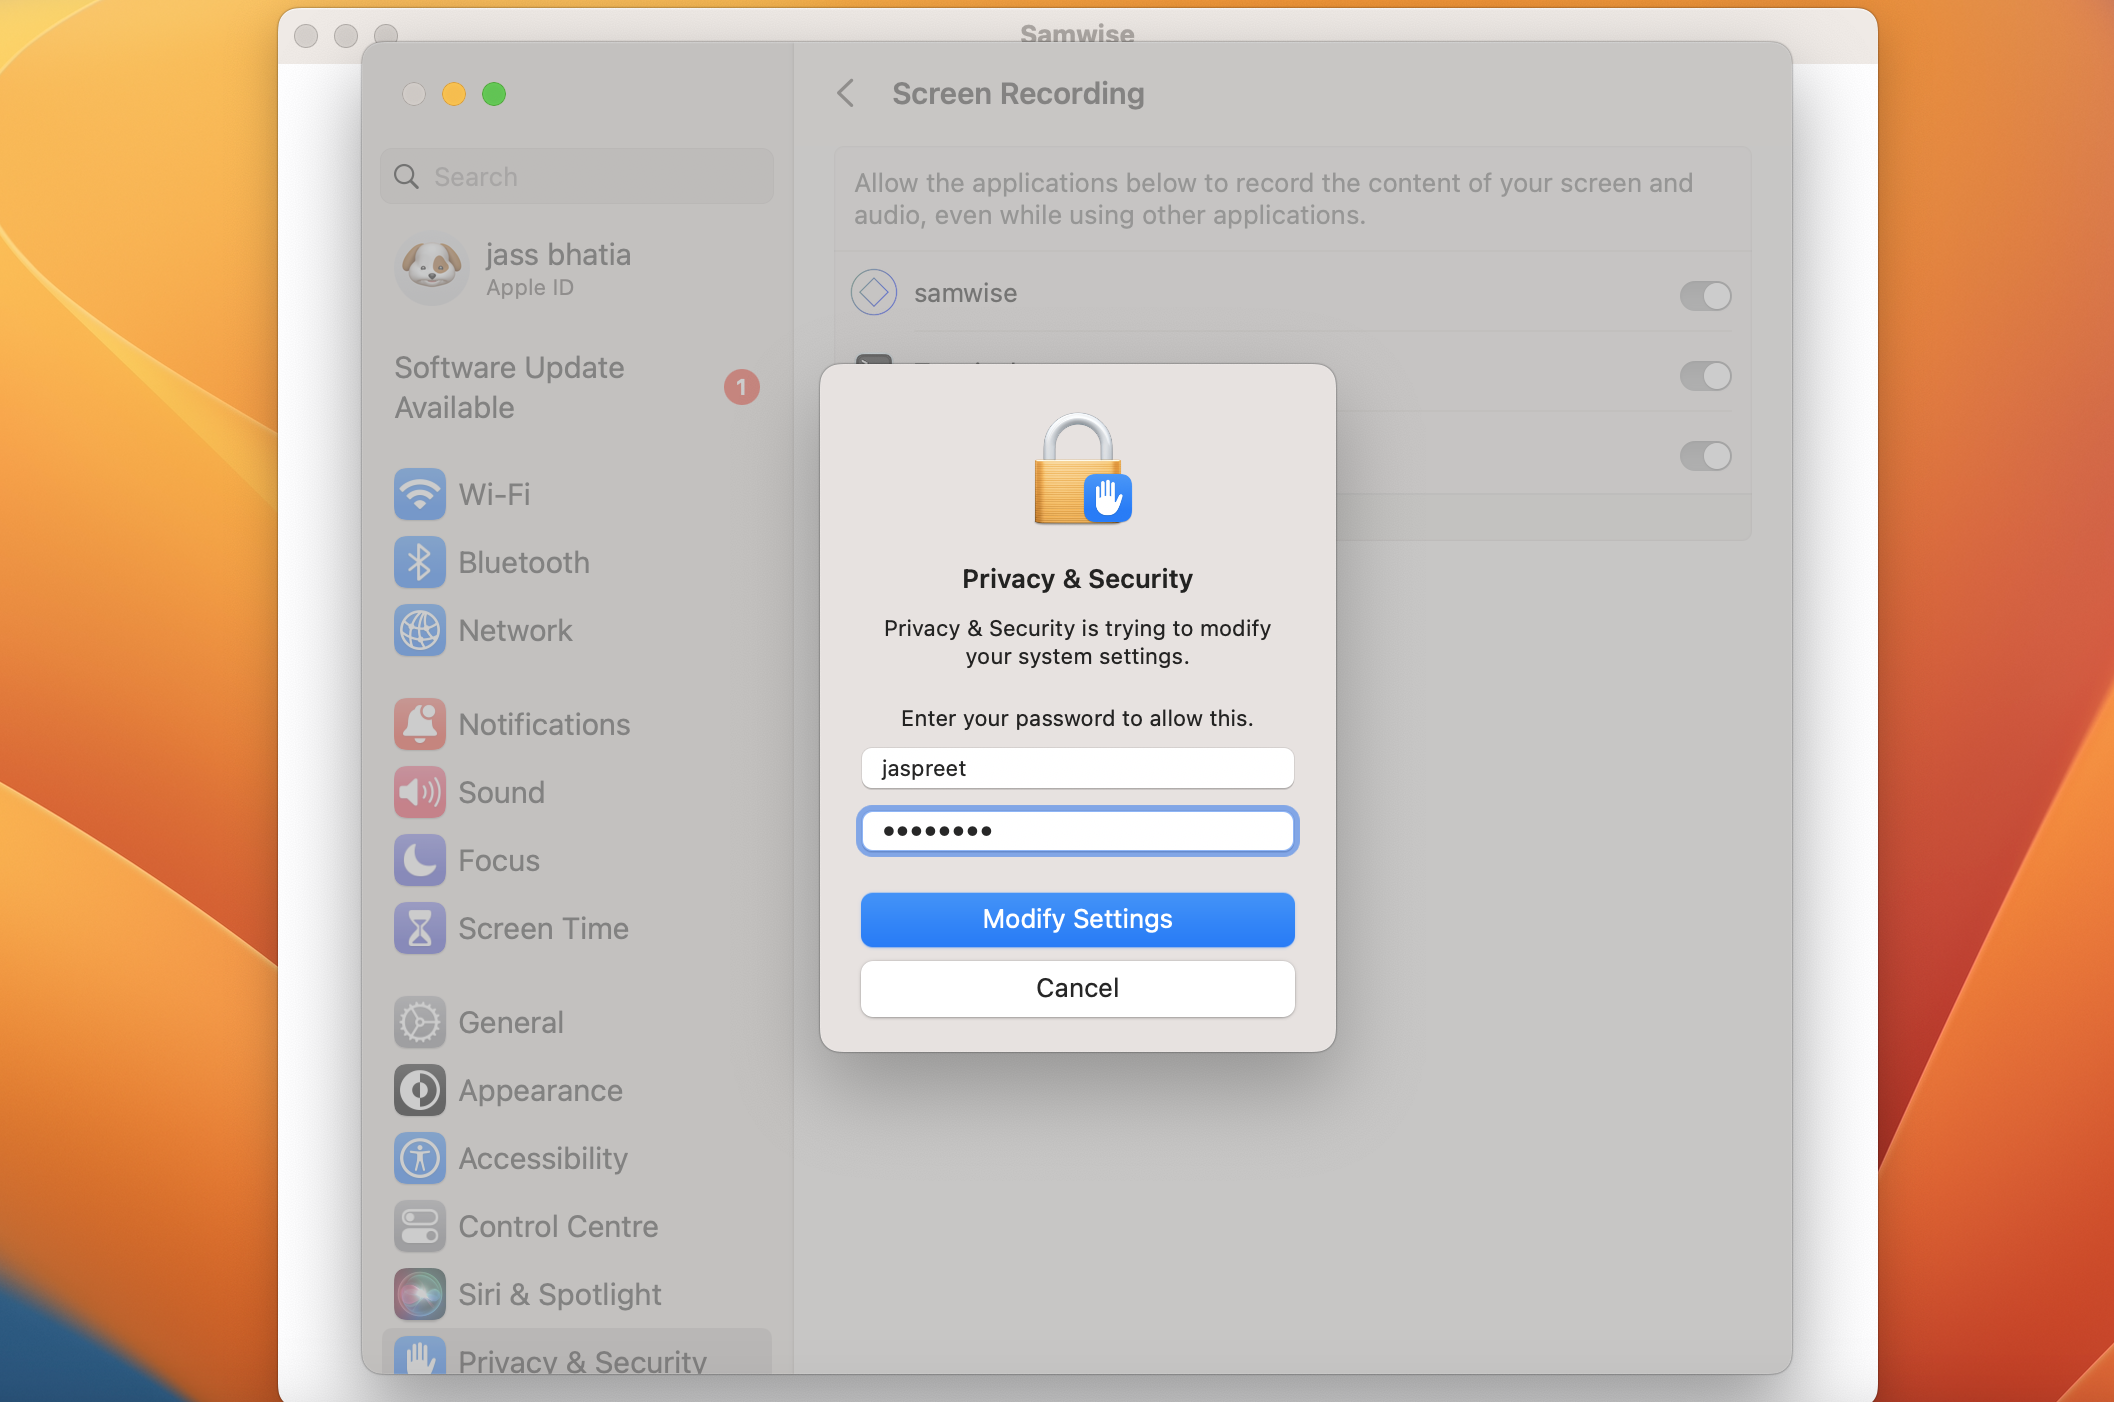 Samwise
Screen Recording
Search
Allow the applications below to record the content of your screen and
audio, even while using other applications.
jass bhatia
Apple ID
samwise
Software Update
Available
1
Wi-Fi
Bluetooth
Network
Notifications
Sound
Focus
Screen Time
General
Appearance
Accessibility
Control Centre
Siri & Spotlight
Privacy & Security
Privacy & Security
Privacy & Security is trying to modify
your system settings.
Enter your password to allow this.
jaspreet
Modify Settings
Cancel